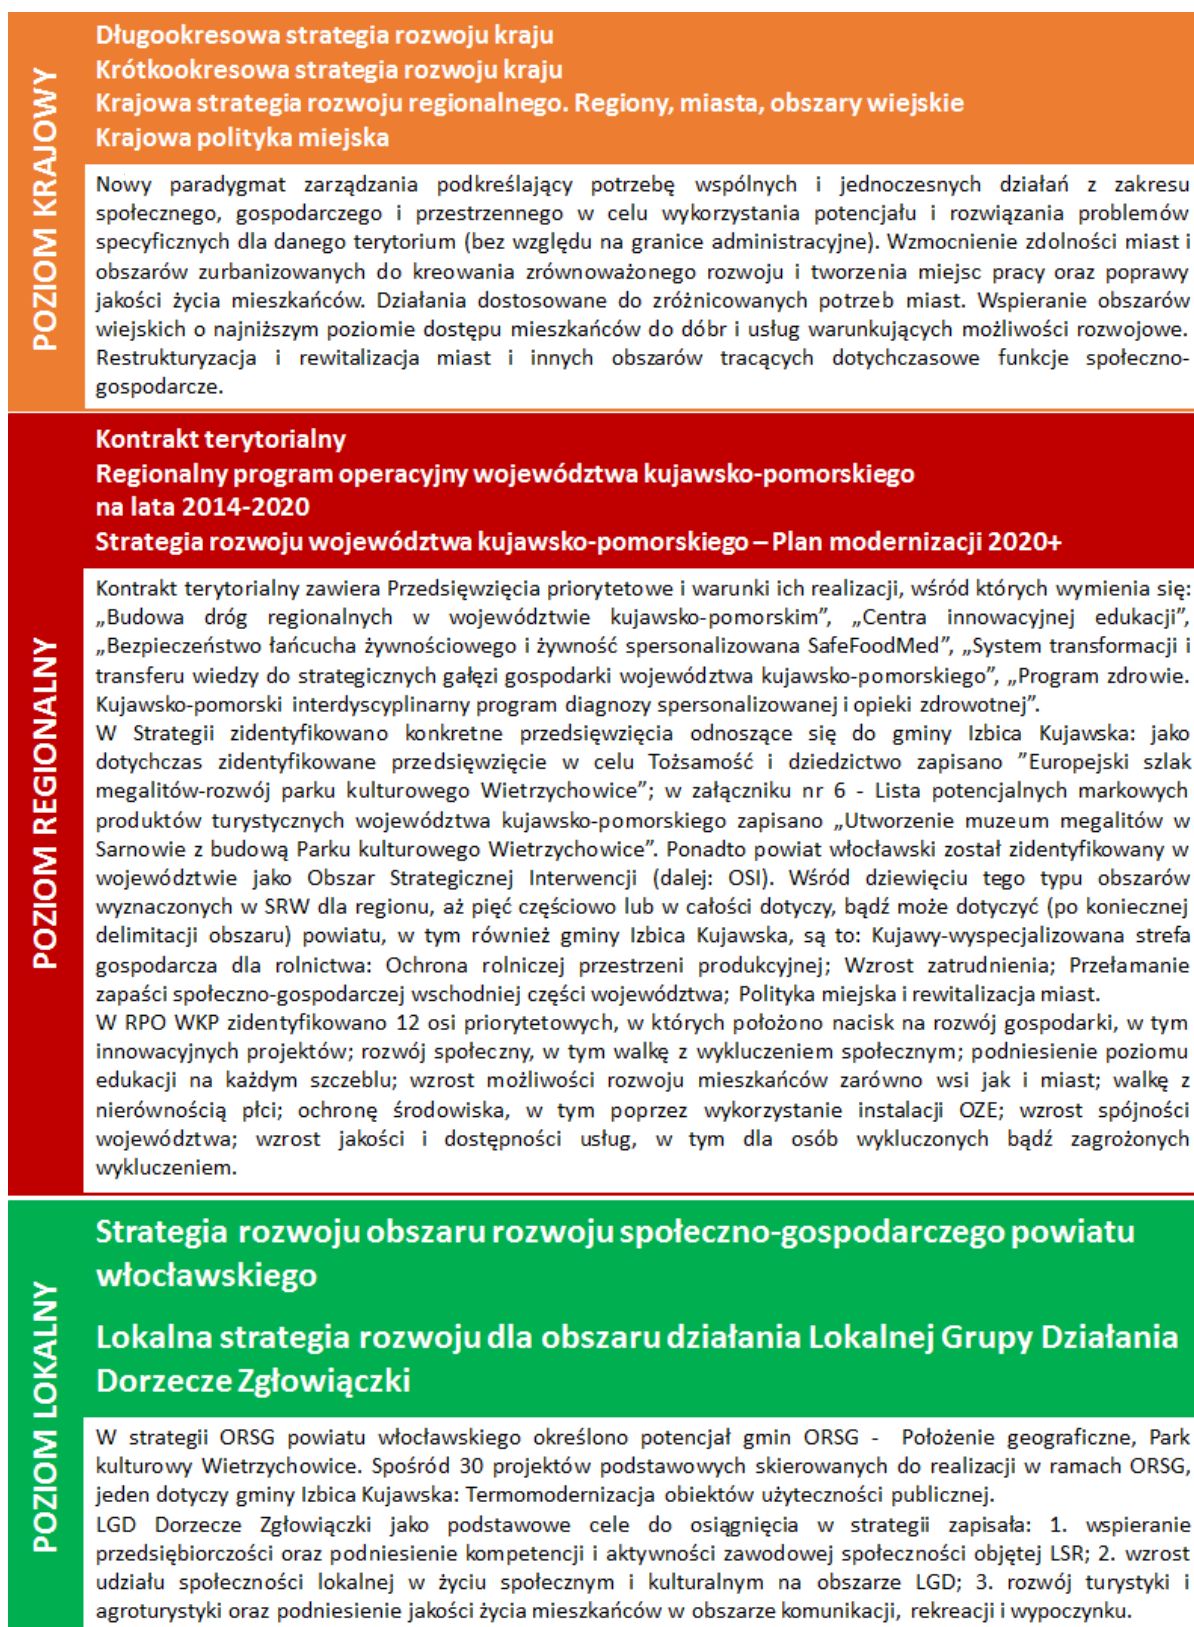 POZIOM KRAJOWY
Długookresowa strategia rozwoju kraju
Krótkookresowa strategia rozwoju kraju
Krajowa strategia rozwoju regionalnego. Regiony, miasta, obszary wiejskie
Krajowa polityka miejska
Nowy paradygmat zarządzania podkreślający potrzebę wspólnych i jednoczesnych działań z zakresu
społecznego, gospodarczego i przestrzennego w celu wykorzystania potencjału i rozwiązania problemów
specyficznych dla danego terytorium (bez względu na granice administracyjne). Wzmocnienie zdolności miast i
obszarów zurbanizowanych do kreowania zrównoważonego rozwoju i tworzenia miejsc pracy oraz poprawy
jakości życia mieszkańców. Działania dostosowane do zróżnicowanych potrzeb miast. Wspieranie obszarów
wiejskich o najniższym poziomie dostępu mieszkańców do dóbr i usług warunkujących możliwości rozwojowe.
Restrukturyzacja i rewitalizacja miast i innych obszarów tracących dotychczasowe funkcje społeczno-
gospodarcze.
POZIOM REGIONALNY
Kontrakt terytorialny
Regionalny program operacyjny województwa kujawsko-pomorskiego
na lata 2014-2020
Strategia rozwoju województwa kujawsko-pomorskiego – Plan modernizacji 2020+
Kontrakt terytorialny zawiera Przedsięwzięcia priorytetowe i warunki ich realizacji, wśród których wymienia się:
„Budowa dróg regionalnych w województwie kujawsko-pomorskim”, „Centra innowacyjnej edukacji”,
„Bezpieczeństwo łańcucha żywnościowego i żywność spersonalizowana SafeFoodMed”, „System transformacji i
transferu wiedzy do strategicznych gałęzi gospodarki województwa kujawsko-pomorskiego”, „Program zdrowie.
Kujawsko-pomorski interdyscyplinarny program diagnozy spersonalizowanej i opieki zdrowotnej”.
W Strategii zidentyfikowano konkretne przedsięwzięcia odnoszące się do gminy Izbica Kujawska: jako
dotychczas zidentyfikowane przedsięwzięcie w celu Tożsamość i dziedzictwo zapisano ”Europejski szlak
megalitów-rozwój parku kulturowego Wietrzychowice”; w załączniku nr 6 - Lista potencjalnych markowych
produktów turystycznych województwa kujawsko-pomorskiego zapisano „Utworzenie muzeum megalitów w
Sarnowie z budową Parku kulturowego Wietrzychowice”. Ponadto powiat włocławski został zidentyfikowany w
województwie jako Obszar Strategicznej Interwencji (dalej: OSI). Wśród dziewięciu tego typu obszarów
wyznaczonych w SRW dla regionu, aż pięć częściowo lub w całości dotyczy, bądź może dotyczyć (po koniecznej
delimitacji obszaru) powiatu, w tym również gminy Izbica Kujawska, są to: Kujawy-wyspecjalizowana strefa
gospodarcza dla rolnictwa: Ochrona rolniczej przestrzeni produkcyjnej; Wzrost zatrudnienia; Przełamanie
zapaści społeczno-gospodarczej wschodniej części województwa; Polityka miejska i rewitalizacja miast.
W RPO WKP zidentyfikowano 12 osi priorytetowych, w których położono nacisk na rozwój gospodarki, w tym
innowacyjnych projektów; rozwój społeczny, w tym walkę z wykluczeniem społecznym; podniesienie poziomu
edukacji na każdym szczeblu; wzrost możliwości rozwoju mieszkańców zarówno wsi jak i miast; walkę z
nierównością płci; ochronę środowiska, w tym poprzez wykorzystanie instalacji OZE; wzrost spójności
województwa; wzrost jakości i dostępności usług, w tym dla osób wykluczonych bądź zagrożonych
wykluczeniem.
POZIOM LOKALNY
Strategia rozwoju obszaru rozwoju społeczno-gospodarczego powiatu
włocławskiego
Lokalna strategia rozwoju dla obszaru działania Lokalnej Grupy Działania
Dorzecze Zgłowiączki
W strategii ORSG powiatu włocławskiego określono potencjał gmin ORSG - Położenie geograficzne, Park
kulturowy Wietrzychowice. Spośród 30 projektów podstawowych skierowanych do realizacji w ramach ORSG,
jeden dotyczy gminy Izbica Kujawska: Termomodernizacja obiektów użyteczności publicznej.
LGD Dorzecze Zgłowiączki jako podstawowe cele do osiągnięcia w strategii zapisała: 1. wspieranie
przedsiębiorczości oraz podniesienie kompetencji i aktywności zawodowej społeczności objętej LSR; 2. wzrost
udziału społeczności lokalnej w życiu społecznym i kulturalnym na obszarze LGD; 3. rozwój turystyki i
agroturystyki oraz podniesienie jakości życia mieszkańców w obszarze komunikacji, rekreacji i wypoczynku.